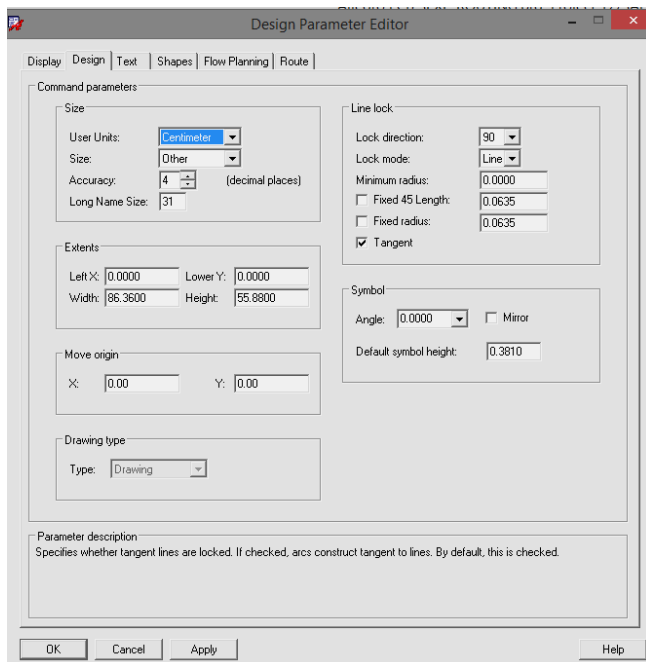 Design Parameter Editor
Display Design Text Shapes Flow Planning Route
Command parameters
Size
User Units: Centimeter
Size: Other
Accuracy: 4 (decimal places)
Long Name Size: 31
Line lock
Lock direction: 90
Lock mode: Line
Minimum radius: 0.0000
Fixed 45 Length: 0.0635
Fixed radius: 0.0635
Tangent
Extents
Left X: 0.0000 Lower Y: 0.0000
Width: 86.3600 Height: 55.8800
Symbol
Angle: 0.0000 Mirror
Default symbol height: 0.3810
Move origin
X: 0.00 Y: 0.00
Drawing type
Type: Drawing
Parameter description
Specifies whether tangent lines are locked. If checked, arcs construct tangent to lines. By default, this is checked.
OK Cancel Apply Help